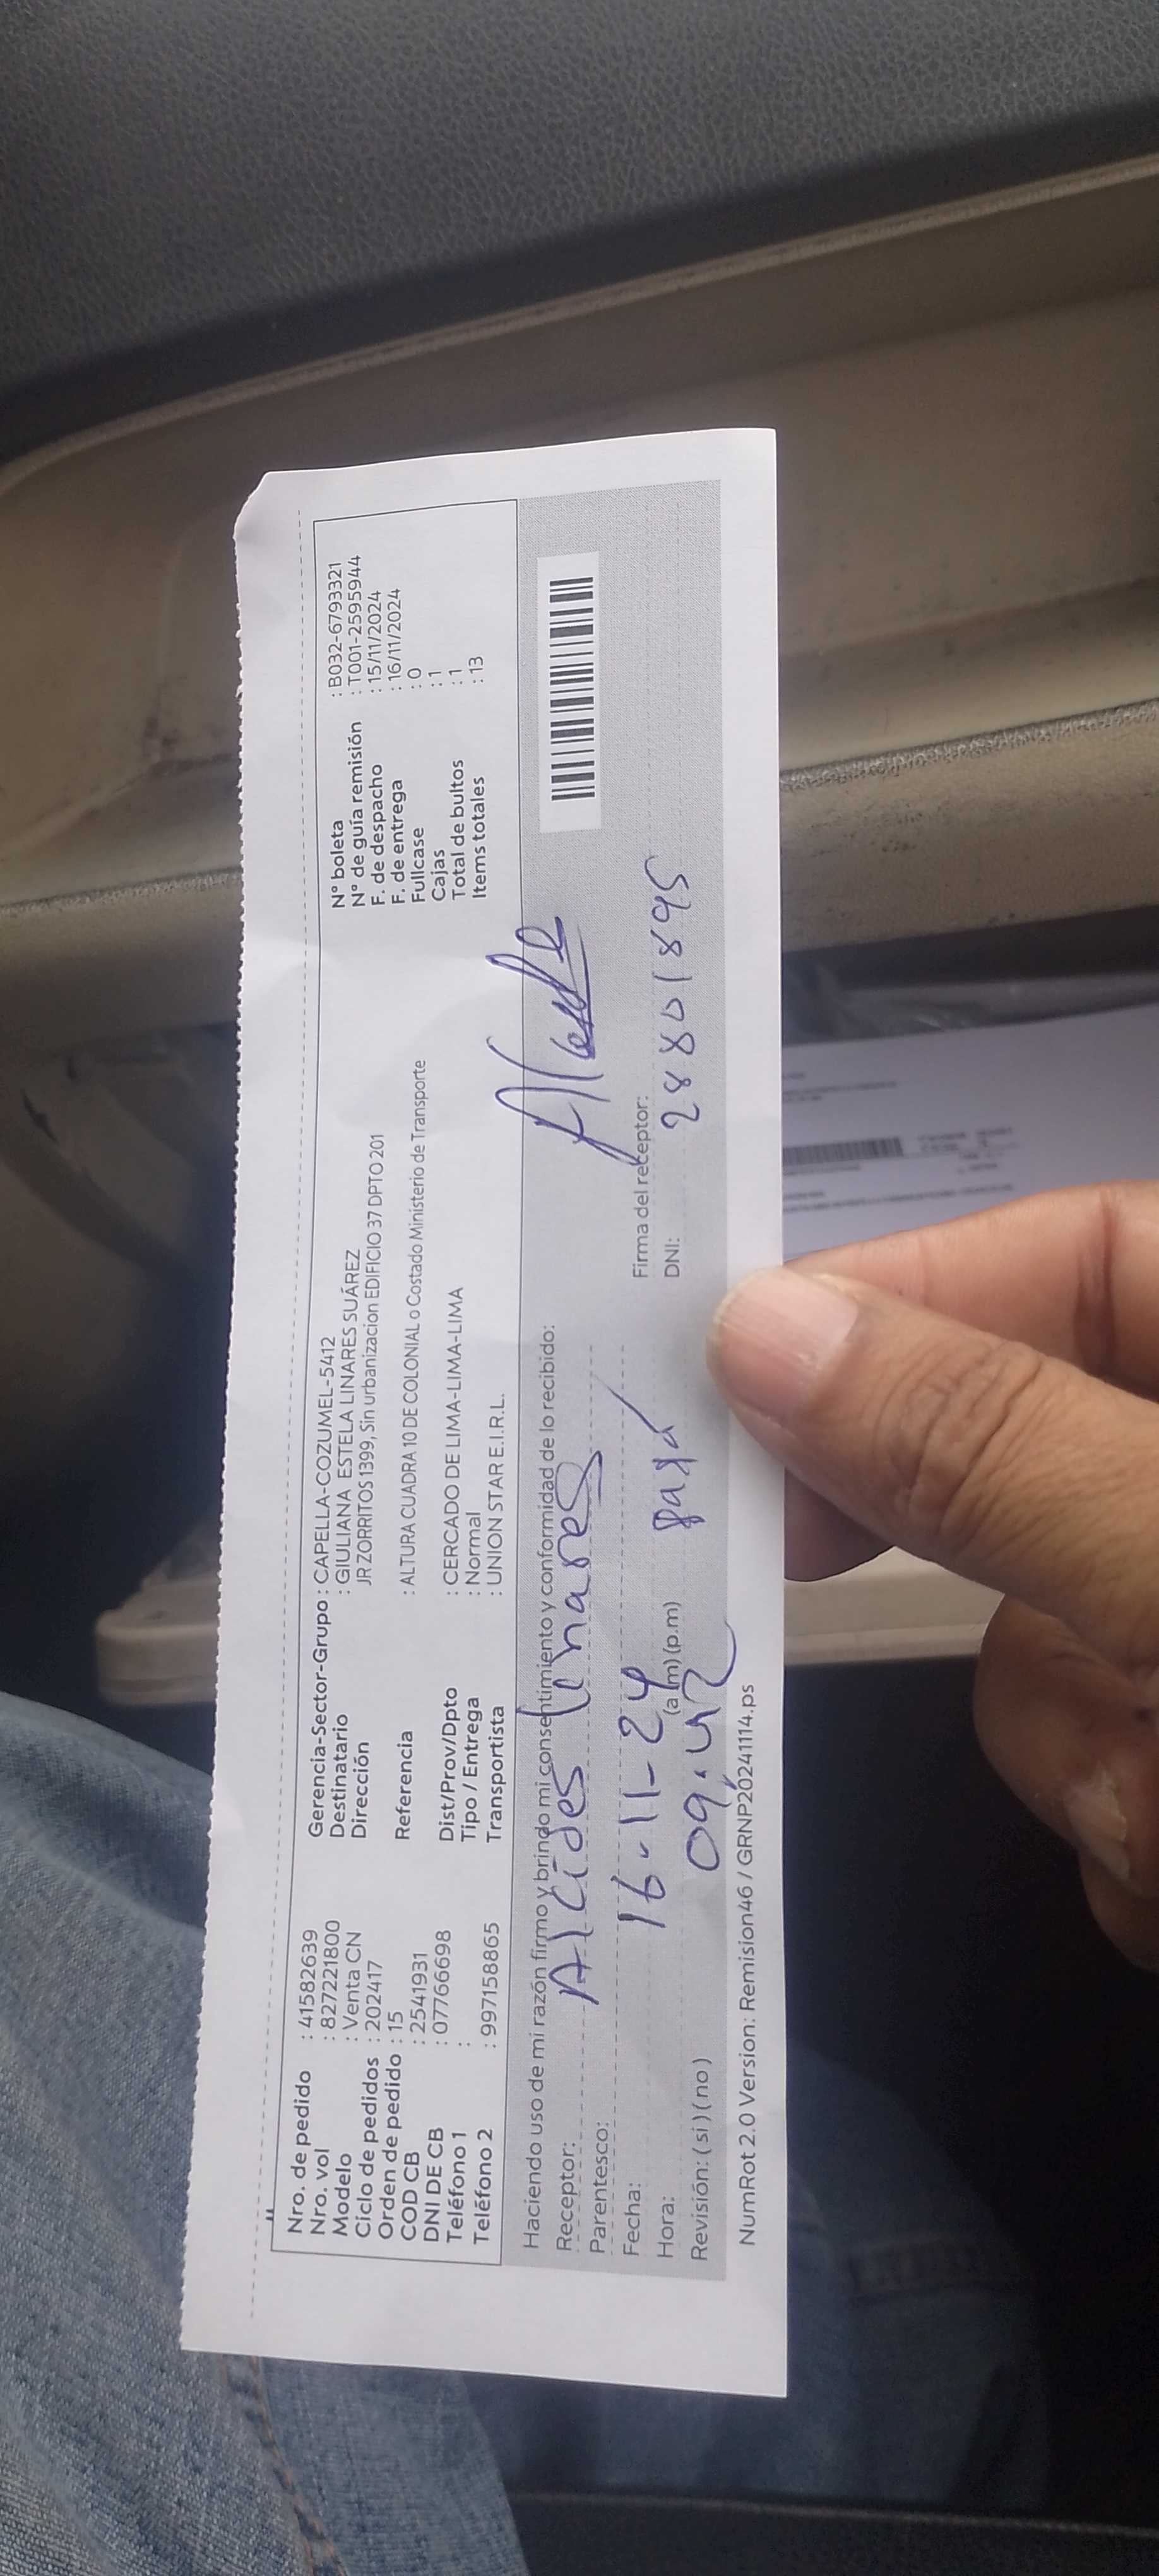 Nro. de pedido : 41582639
Nro. vol : 827221800
Modelo : Venta CN
Ciclo de pedidos : 202417
Orden de pedido : 15
COD CB : 2541931
DNI DE CB : 07766698
Teléfono 1 :
Teléfono 2 : 997158865
Gerencia-Sector-Grupo : CAPELLA-COZUMEL-5412
Destinatario : GIULIANA ESTELA LINARES SUÁREZ
Dirección JR ZORRITOS 1399, Sin urbanizacion EDIFICIO 37 DPTO 201
Referencia : ALTURA CUADRA 10 DE COLONIAL o Costado Ministerio de Transporte
Dist/Prov/Dpto : CERCADO DE LIMA-LIMA-LIMA
Tipo / Entrega : Normal
Transportista : UNION STAR E.I.R.L.
N° boleta : B032-6793321
N° de guía remisión : T001-2595944
F. de despacho : 15/11/2024
F. de entrega : 16/11/2024
Fullcase : 0
Cajas : 1
Total de bultos : 1
Items totales : 13
Haciendo uso de mi razón firmo y brindo mi consentimiento y conformidad de lo recibido:
Receptor: Alcides Linares
Parentesco:
Fecha: 16-11-24
Hora: 09:42 (a.m) (p.m)
Revisión: ( si ) ( no )
Firma del receptor:
DNI: 28801895
NumRot 2.0 Version: Remision46 / GRNP20241114.ps